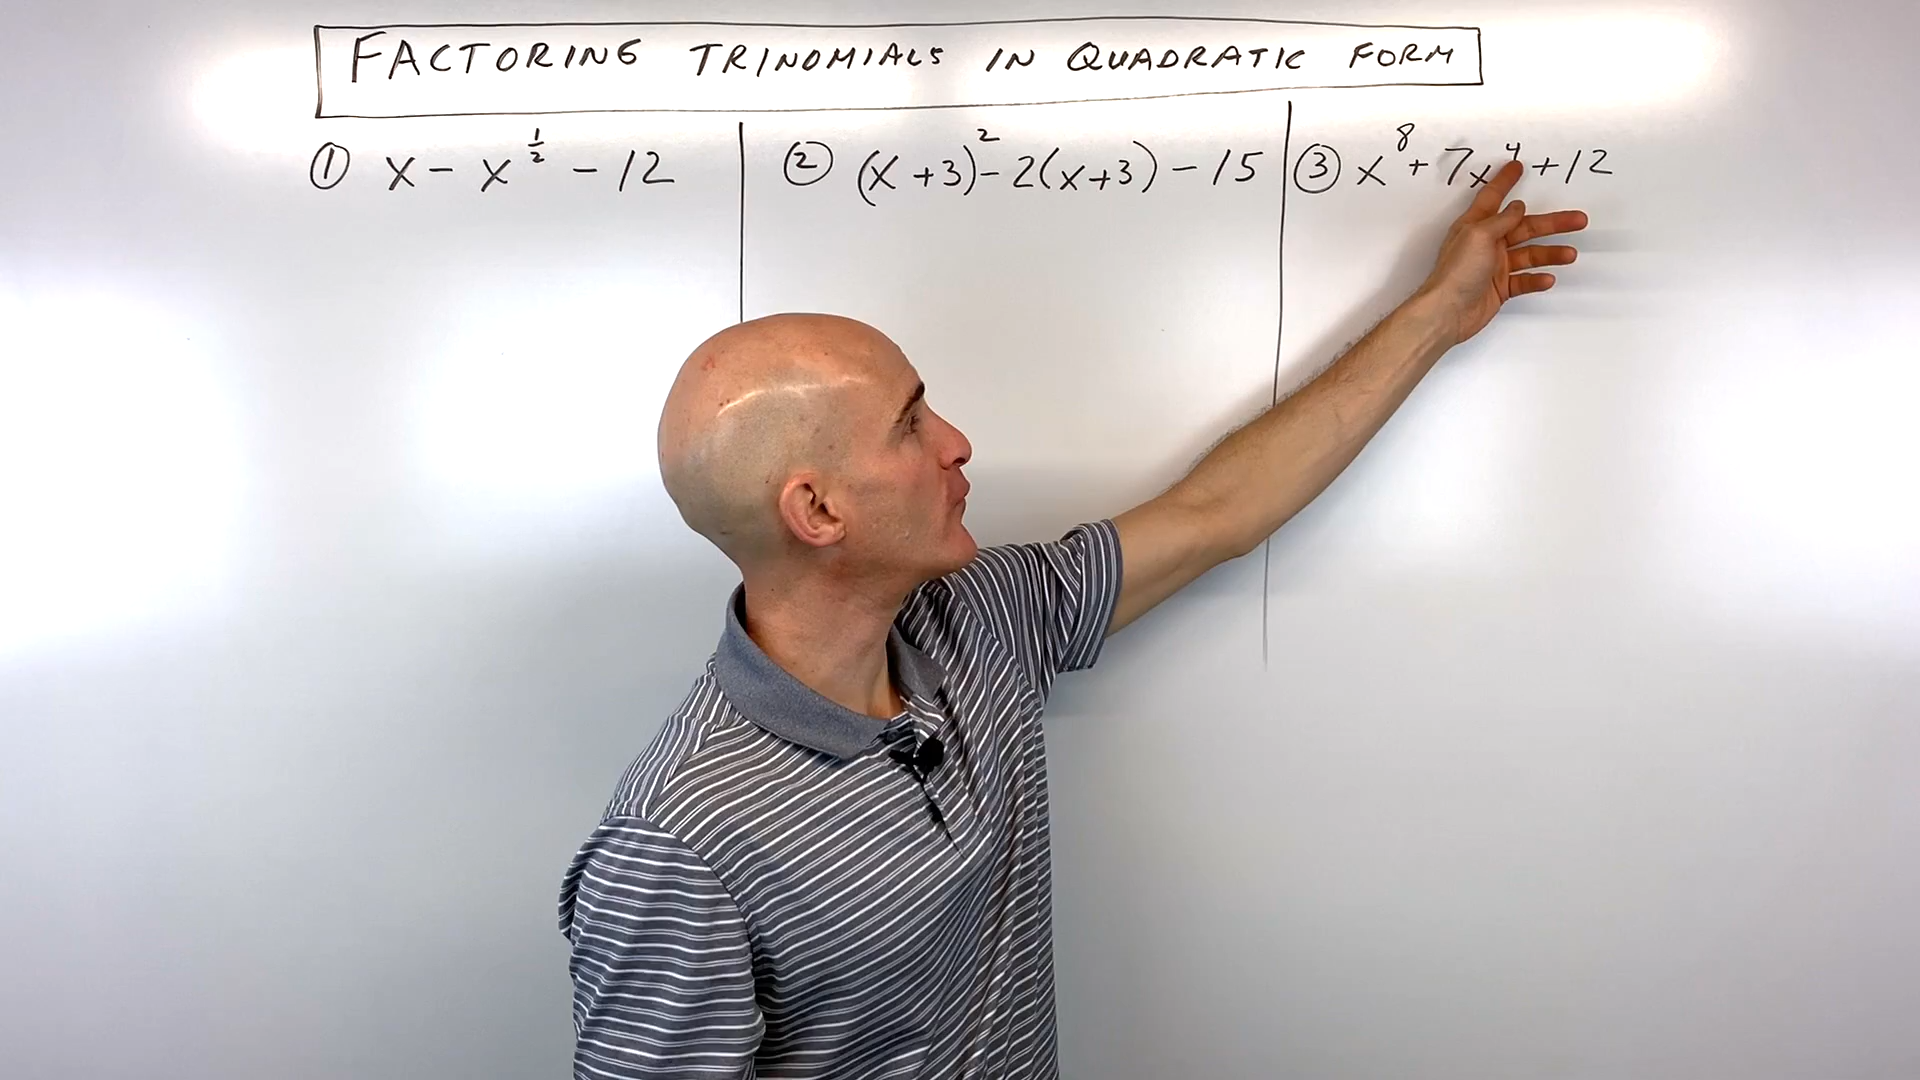 FACTORING TRINOMIALS IN QUADRATIC FORM
① x - x^½ - 12
② (x+3)² - 2(x+3) - 15
③ x⁸ + 7x⁴ + 12